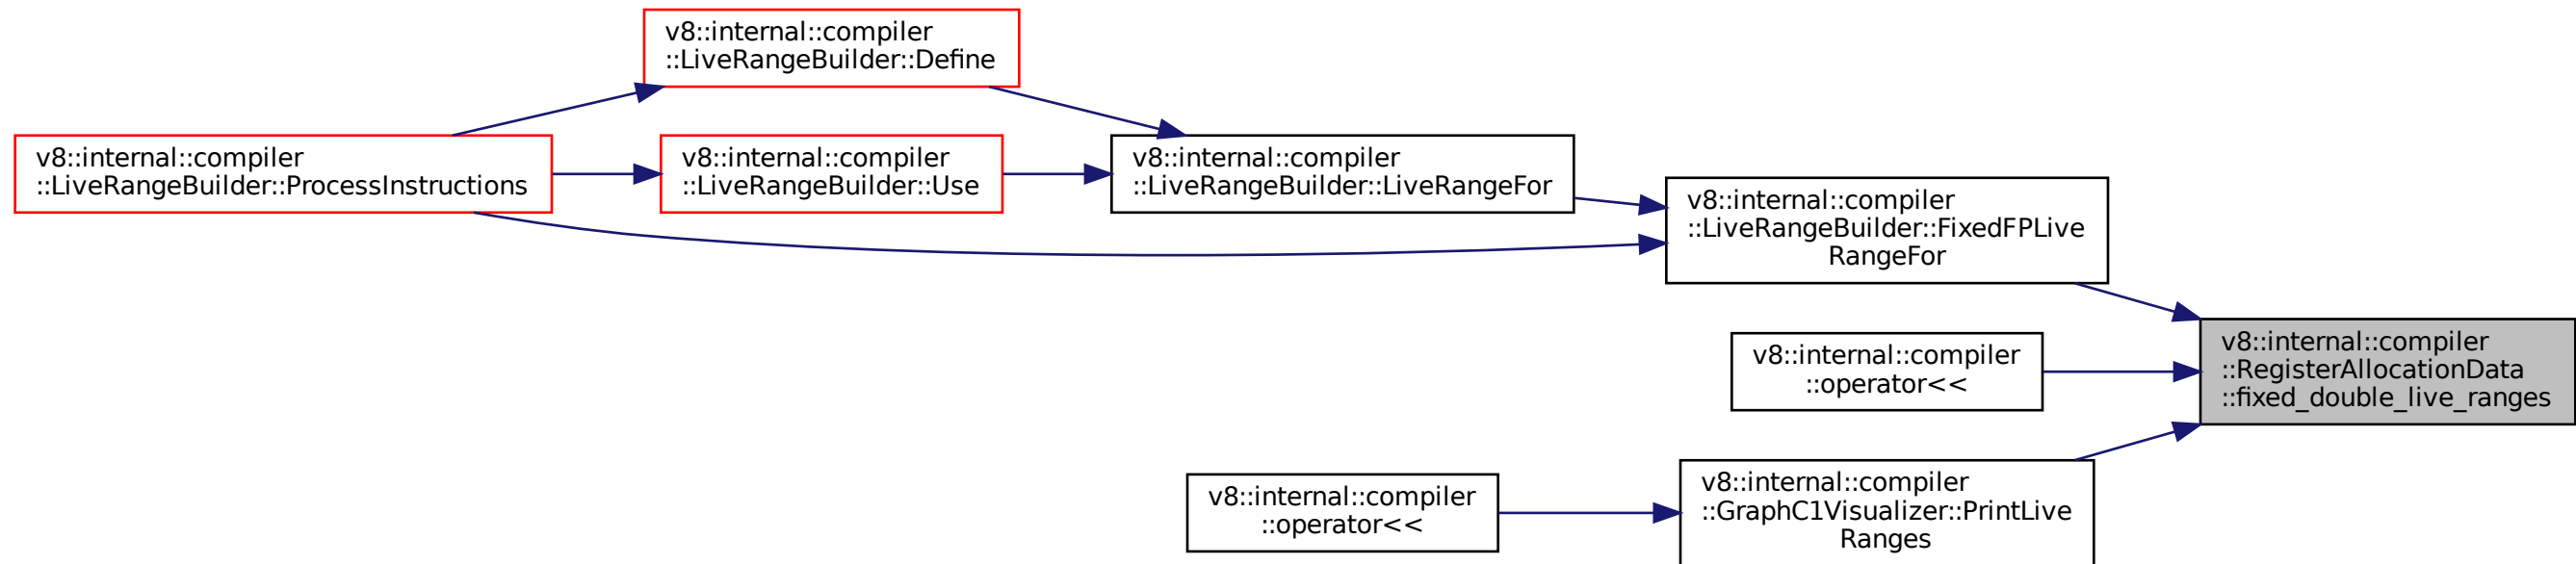 v8::internal::compiler
::LiveRangeBuilder::Define
v8::internal::compiler
::LiveRangeBuilder::ProcessInstructions
v8::internal::compiler
::LiveRangeBuilder::Use
v8::internal::compiler
::LiveRangeBuilder::LiveRangeFor
v8::internal::compiler
::LiveRangeBuilder::FixedFPLive
RangeFor
v8::internal::compiler
::operator<<
v8::internal::compiler
::RegisterAllocationData
::fixed_double_live_ranges
v8::internal::compiler
::operator<<
v8::internal::compiler
::GraphC1Visualizer::PrintLive
Ranges